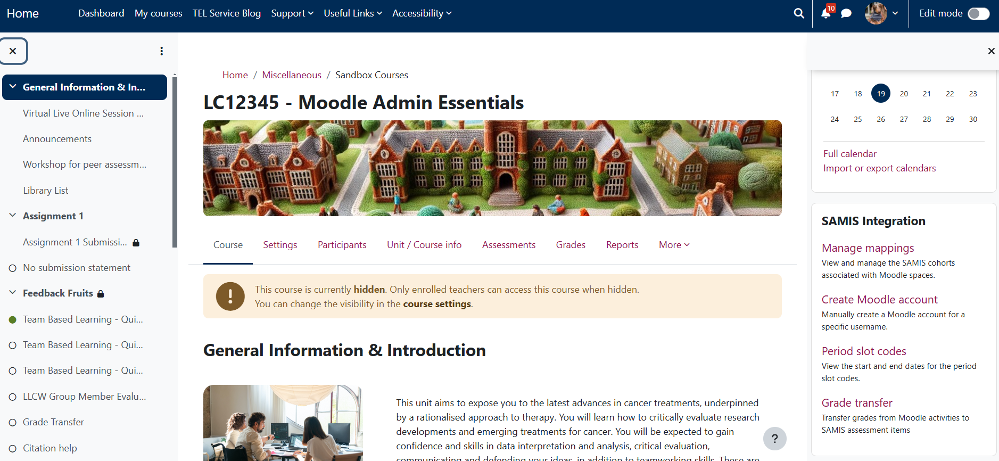 Home
Dashboard
My courses
TEL Service Blog
Support
Useful Links
Accessibility
10
Edit mode
General Information & In...
Virtual Live Online Session ...
Announcements
Workshop for peer assessm...
Library List
Assignment 1
Assignment 1 Submissi...
No submission statement
Feedback Fruits
Team Based Learning - Qui...
Team Based Learning - Qui...
Team Based Learning - Qui...
LLCW Group Member Evalu...
Grade Transfer
Citation help
Home / Miscellaneous / Sandbox Courses
LC12345 - Moodle Admin Essentials
Course
Settings
Participants
Unit / Course info
Assessments
Grades
Reports
More
This course is currently hidden. Only enrolled teachers can access this course when hidden.
You can change the visibility in the course settings.
General Information & Introduction
This unit aims to expose you to the latest advances in cancer treatments, underpinned
by a rationalised approach to therapy. You will learn how to critically evaluate research
developments and emerging treatments for cancer. You will be expected to gain
confidence and skills in data interpretation and analysis, critical evaluation,
communicating and defending your ideas, in addition to teamworking skills. These are
?
17 18 19 20 21 22 23
24 25 26 27 28 29 30
Full calendar
Import or export calendars
SAMIS Integration
Manage mappings
View and manage the SAMIS cohorts
associated with Moodle spaces.
Create Moodle account
Manually create a Moodle account for a
specific username.
Period slot codes
View the start and end dates for the period
slot codes.
Grade transfer
Transfer grades from Moodle activities to
SAMIS assessment items